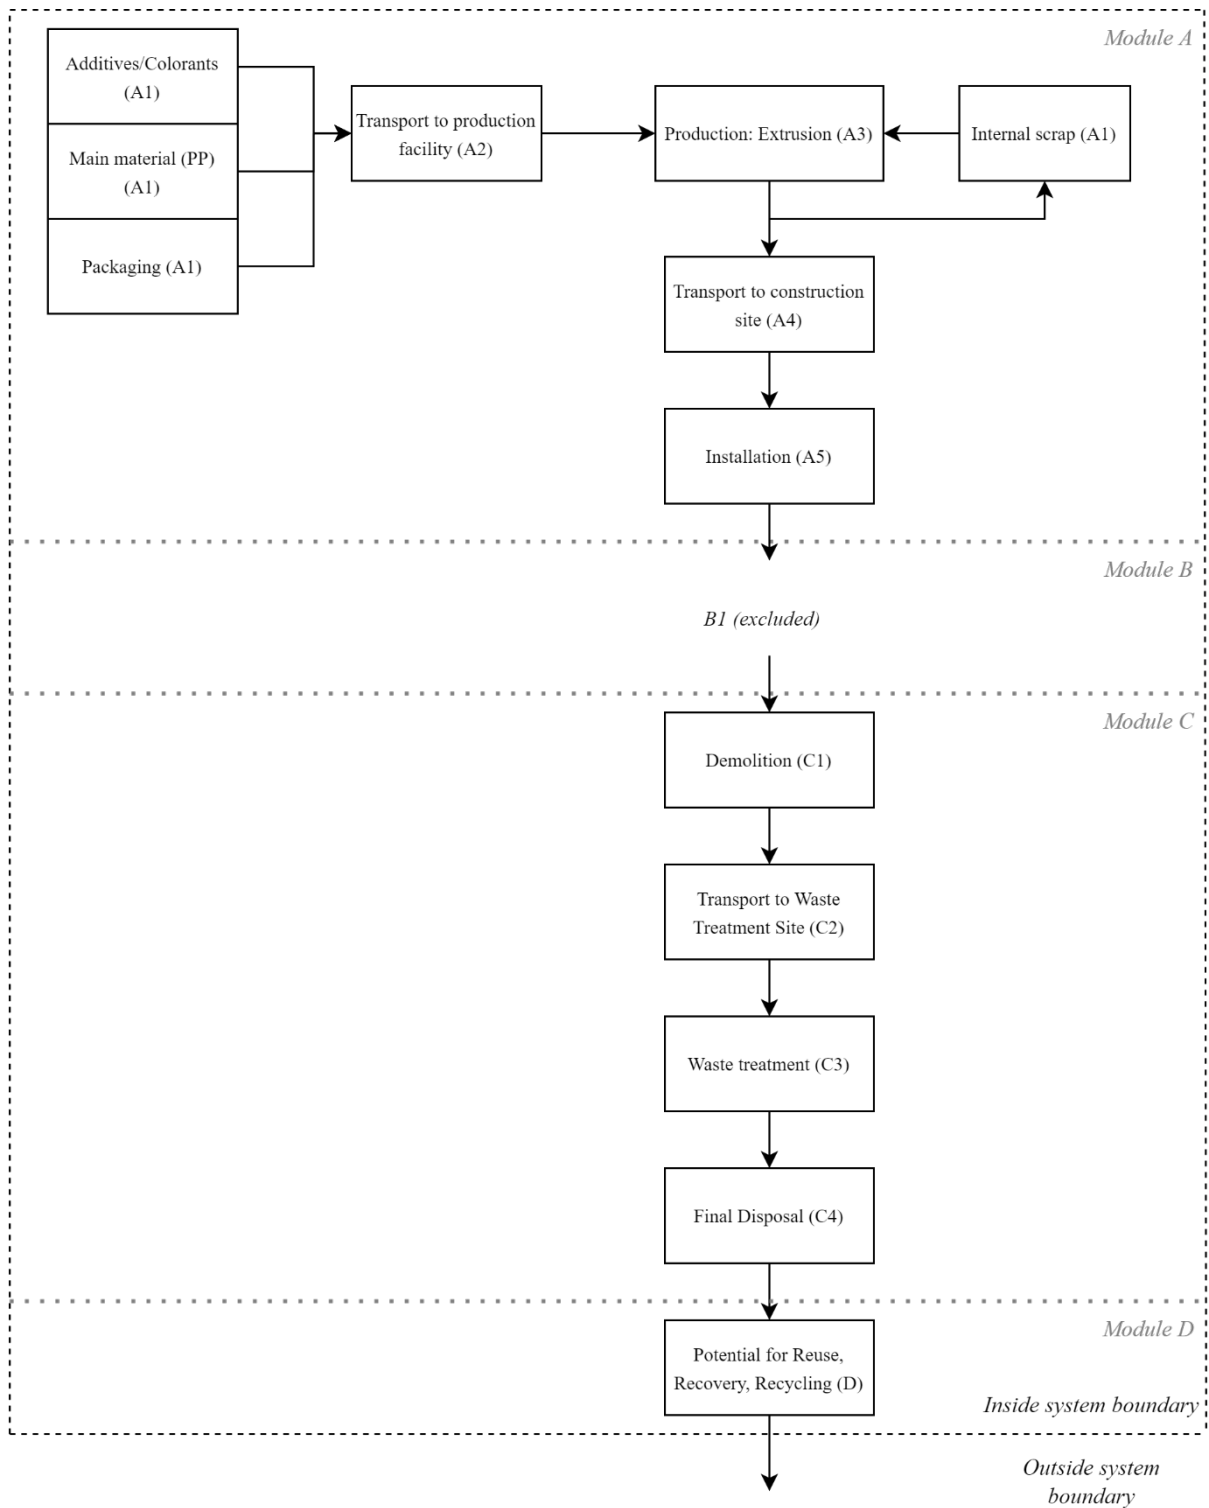 Module A
Additives/Colorants
(A1)
Main material (PP)
(A1)
Packaging (A1)
Transport to production
facility (A2)
Production: Extrusion (A3)
Internal scrap (A1)
Transport to construction
site (A4)
Installation (A5)
Module B
B1 (excluded)
Module C
Demolition (C1)
Transport to Waste
Treatment Site (C2)
Waste treatment (C3)
Final Disposal (C4)
Module D
Potential for Reuse,
Recovery, Recycling (D)
Inside system boundary
Outside system
boundary